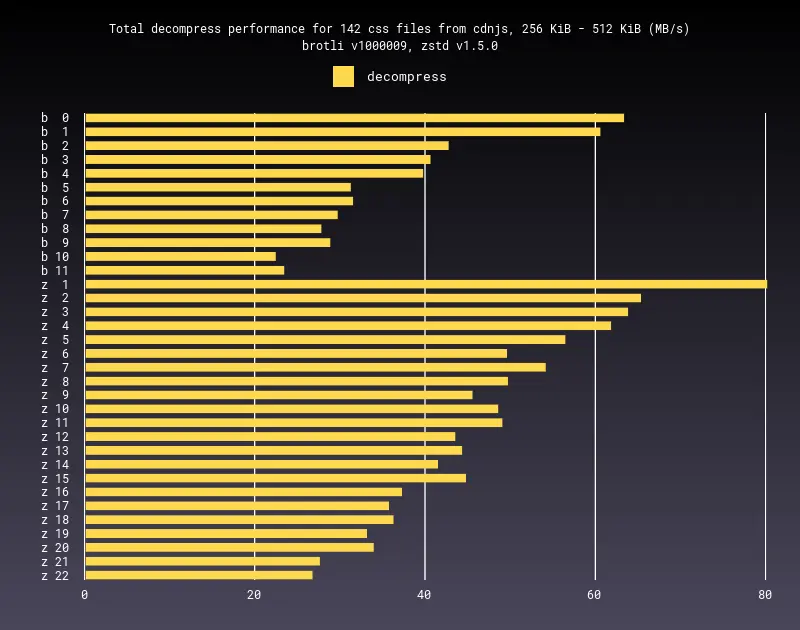 Total decompress performance for 142 css files from cdnjs, 256 KiB - 512 KiB (MB/s)
brotli v1000009, zstd v1.5.0
decompress
b  0
b  1
b  2
b  3
b  4
b  5
b  6
b  7
b  8
b  9
b 10
b 11
z  1
z  2
z  3
z  4
z  5
z  6
z  7
z  8
z  9
z 10
z 11
z 12
z 13
z 14
z 15
z 16
z 17
z 18
z 19
z 20
z 21
z 22
0 20 40 60 80